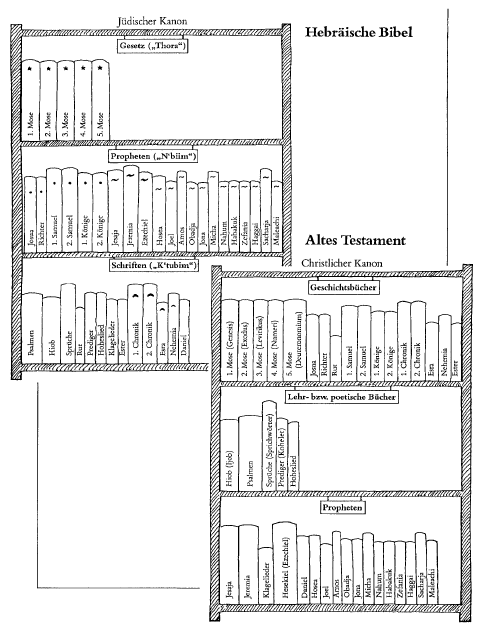 Jüdischer Kanon
Hebräische Bibel
Gesetz („Thora“)
1. Mose
2. Mose
3. Mose
4. Mose
5. Mose
Propheten („N'biim“)
Josua
Richter
1. Samuel
2. Samuel
1. Könige
2. Könige
Jesaja
Jeremia
Ezechiel
Hosea
Joel
Amos
Obadja
Jona
Micha
Nahum
Habakuk
Zefania
Haggai
Sacharja
Maleachi
Schriften („K'tubim“)
Psalmen
Hiob
Sprüche
Rut
Prediger
Hoheslied
Klagelieder
Ester
1. Chronik
2. Chronik
Esra
Nehemia
Daniel
Altes Testament
Christlicher Kanon
Geschichtsbücher
1. Mose (Genesis)
2. Mose (Exodus)
3. Mose (Levitikus)
4. Mose (Numeri)
5. Mose
(Deuteronomium)
Josua
Richter
Rut
1. Samuel
2. Samuel
1. Könige
2. Könige
1. Chronik
2. Chronik
Esra
Nehemia
Ester
Lehr- bzw. poetische Bücher
Hiob (Ijob)
Psalmen
Sprüche (Sprichwörter)
Prediger (Kohelet)
Hoheslied
Propheten
Jesaja
Jeremia
Klagelieder
Hesekiel (Ezechiel)
Daniel
Hosea
Joel
Amos
Obadja
Jona
Micha
Nahum
Habakuk
Zefania
Haggai
Sacharja
Maleachi